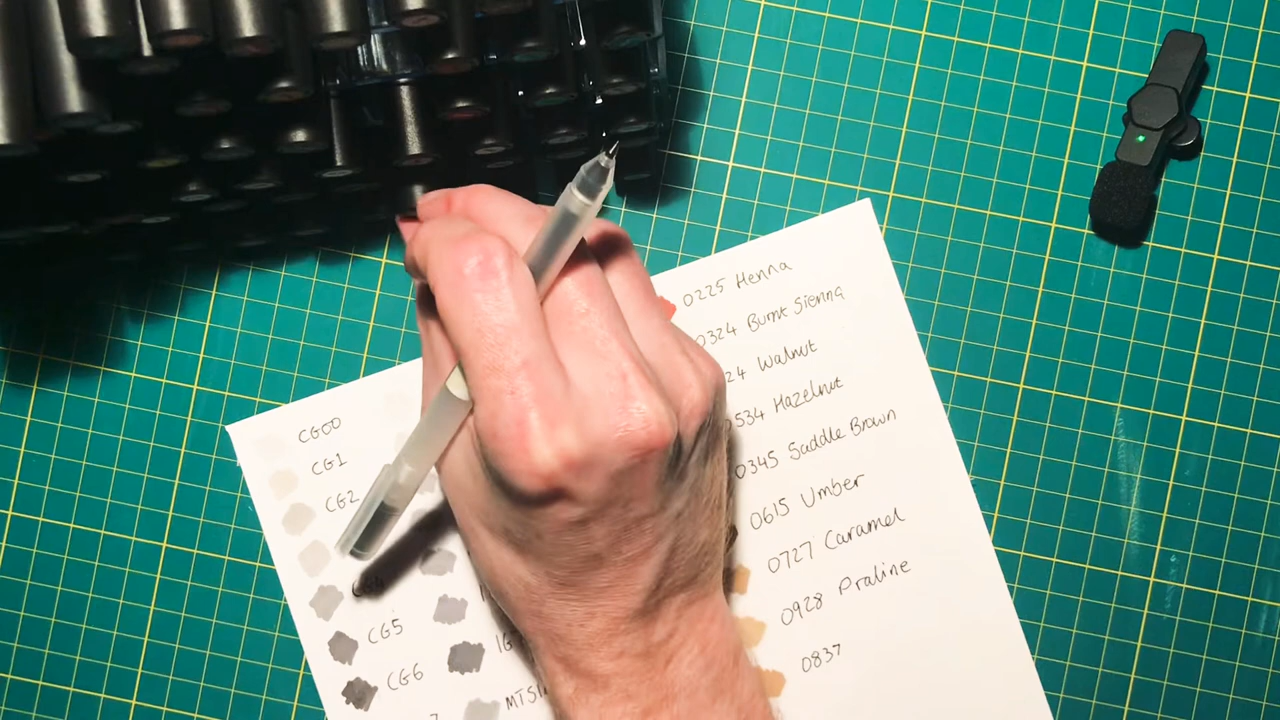 CG00
CG1
CG2
CG4
CG5
CG6
0225 Henna
0324 Burnt Sienna
24 Walnut
534 Hazelnut
0345 Saddle Brown
0615 Umber
0727 Caramel
0928 Praline
0837